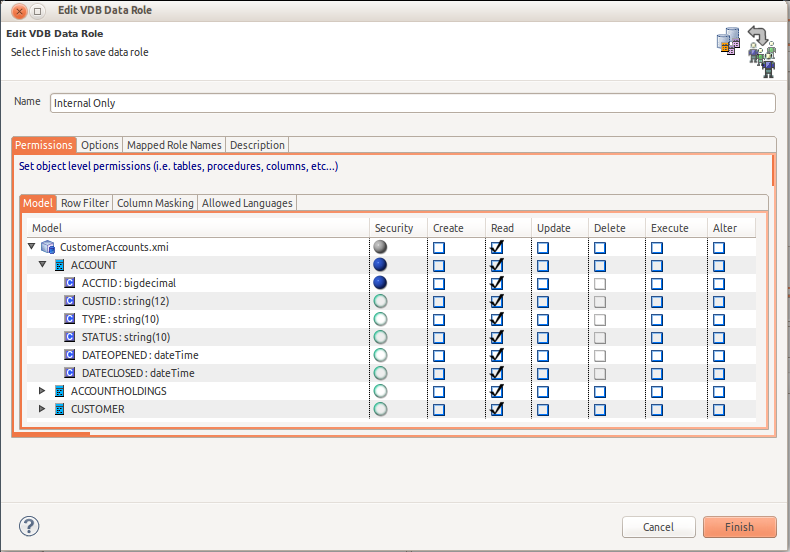 Edit VDB Data Role
Edit VDB Data Role
Select Finish to save data role
Name Internal Only
Permissions Options Mapped Role Names Description
Set object level permissions (i.e. tables, procedures, columns, etc...)
Model Row Filter Column Masking Allowed Languages
Model Security Create Read Update Delete Execute Alter
CustomerAccounts.xmi
ACCOUNT
C ACCTID : bigdecimal
C CUSTID : string(12)
C TYPE : string(10)
C STATUS : string(10)
C DATEOPENED : dateTime
C DATECLOSED : dateTime
ACCOUNTHOLDINGS
CUSTOMER
? Cancel Finish